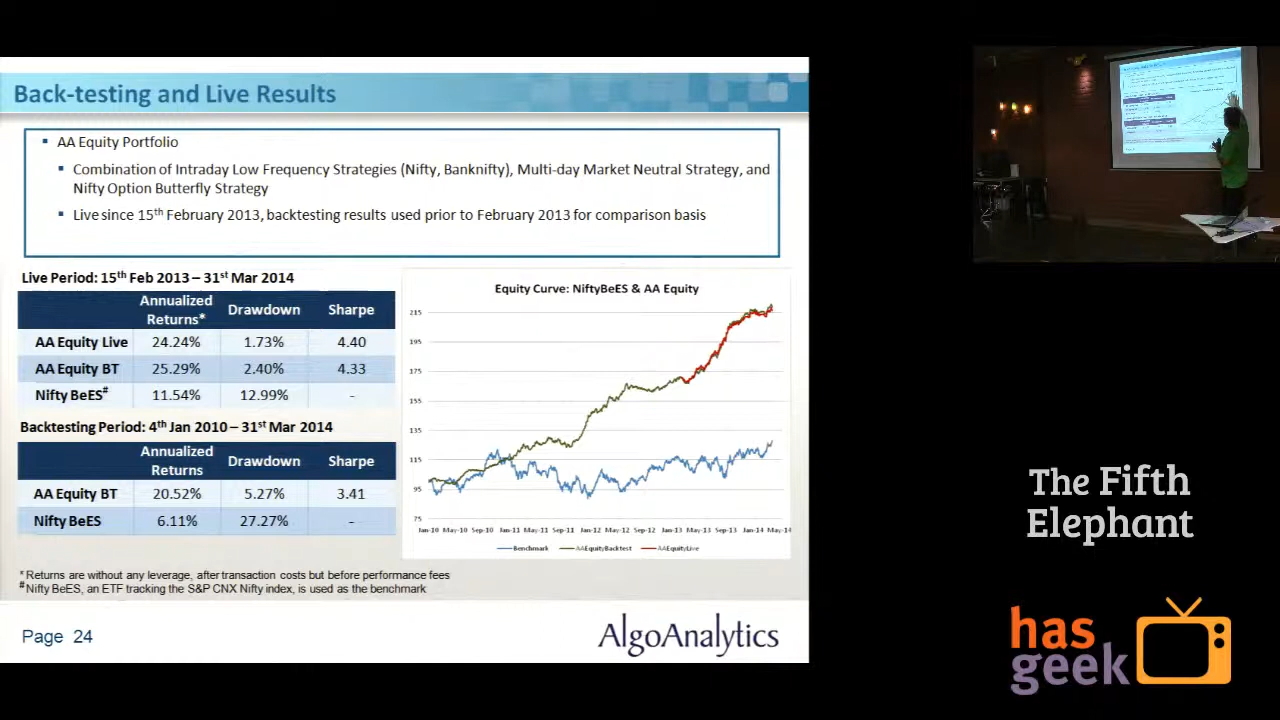 Back-testing and Live Results
▪ AA Equity Portfolio
▪ Combination of Intraday Low Frequency Strategies (Nifty, Banknifty), Multi-day Market Neutral Strategy, and
Nifty Option Butterfly Strategy
▪ Live since 15th February 2013, backtesting results used prior to February 2013 for comparison basis
Live Period: 15th Feb 2013 – 31st Mar 2014
Annualized Returns* Drawdown Sharpe
AA Equity Live 24.24% 1.73% 4.40
AA Equity BT 25.29% 2.40% 4.33
Nifty BeES# 11.54% 12.99% -
Backtesting Period: 4th Jan 2010 – 31st Mar 2014
Annualized Returns Drawdown Sharpe
AA Equity BT 20.52% 5.27% 3.41
Nifty BeES 6.11% 27.27% -
Equity Curve: NiftyBeES & AA Equity
215
195
175
155
135
115
95
75
Jan-10 May-10 Sep-10 Jan-11 May-11 Sep-11 Jan-12 May-12 Sep-12 Jan-13 May-13 Sep-13 Jan-14 May-14
Benchmark AAEquityBacktest AAEquityLive
*Returns are without any leverage, after transaction costs but before performance fees
#Nifty BeES, an ETF tracking the S&P CNX Nifty index, is used as the benchmark
Page 24
AlgoAnalytics
The Fifth
Elephant
has
geek